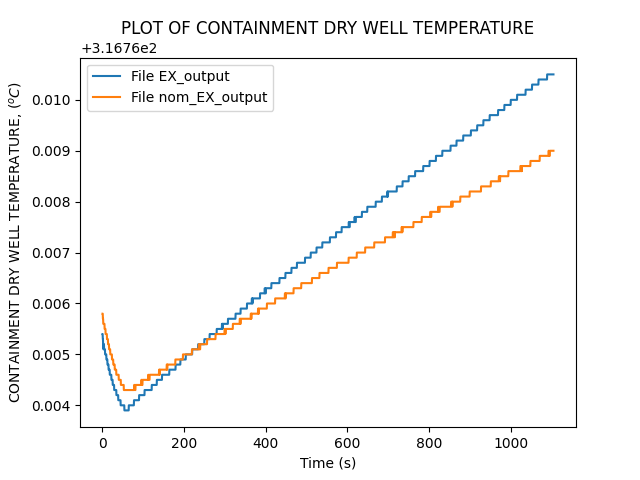 PLOT OF CONTAINMENT DRY WELL TEMPERATURE
+3.1676e2
File EX_output
File nom_EX_output
CONTAINMENT DRY WELL TEMPERATURE, (°C)
0.010
0.009
0.008
0.007
0.006
0.005
0.004
0 200 400 600 800 1000
Time (s)